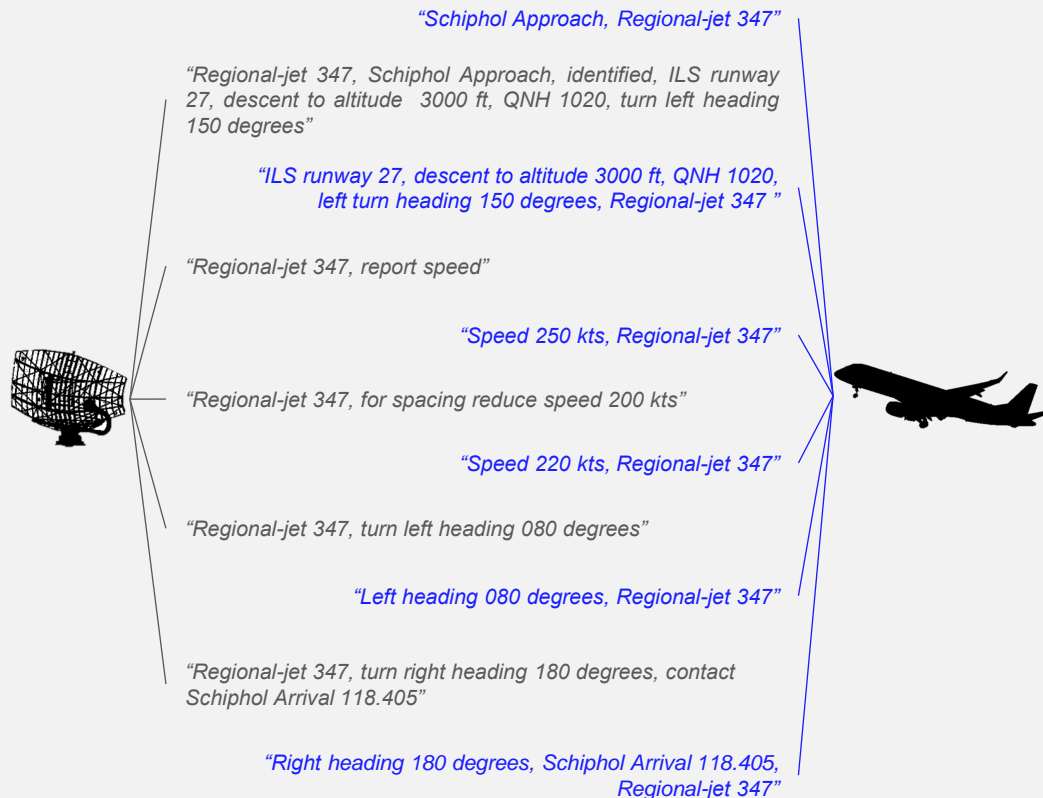 “Schiphol Approach, Regional-jet 347”
“Regional-jet 347, Schiphol Approach, identified, ILS runway
27, descent to altitude 3000 ft, QNH 1020, turn left heading
150 degrees”
“ILS runway 27, descent to altitude 3000 ft, QNH 1020,
left turn heading 150 degrees, Regional-jet 347 ”
“Regional-jet 347, report speed”
“Speed 250 kts, Regional-jet 347”
“Regional-jet 347, for spacing reduce speed 200 kts”
“Speed 220 kts, Regional-jet 347”
“Regional-jet 347, turn left heading 080 degrees”
“Left heading 080 degrees, Regional-jet 347”
“Regional-jet 347, turn right heading 180 degrees, contact
Schiphol Arrival 118.405”
“Right heading 180 degrees, Schiphol Arrival 118.405,
Regional-jet 347”